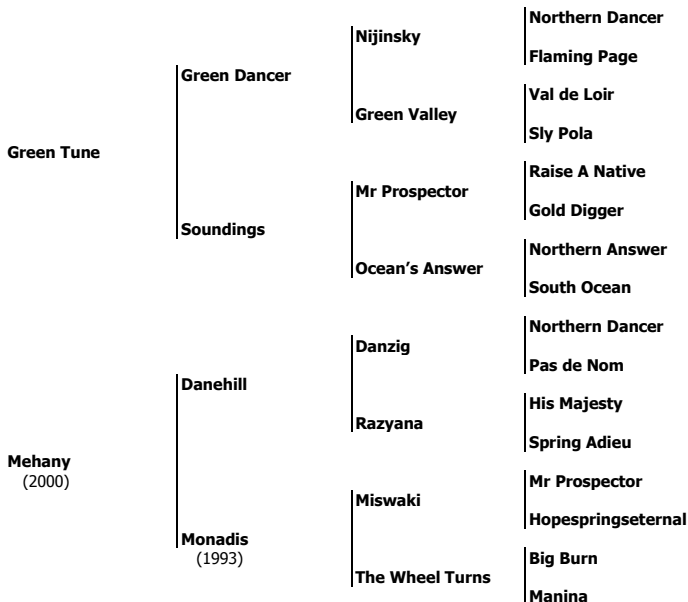 Northern Dancer
Nijinsky
Flaming Page
Green Dancer
Val de Loir
Green Valley
Sly Pola
Green Tune
Raise A Native
Mr Prospector
Gold Digger
Soundings
Northern Answer
Ocean’s Answer
South Ocean
Northern Dancer
Danzig
Pas de Nom
Danehill
His Majesty
Razyana
Spring Adieu
Mehany
(2000)
Mr Prospector
Miswaki
Hopespringseternal
Monadis
(1993)
Big Burn
The Wheel Turns
Manina